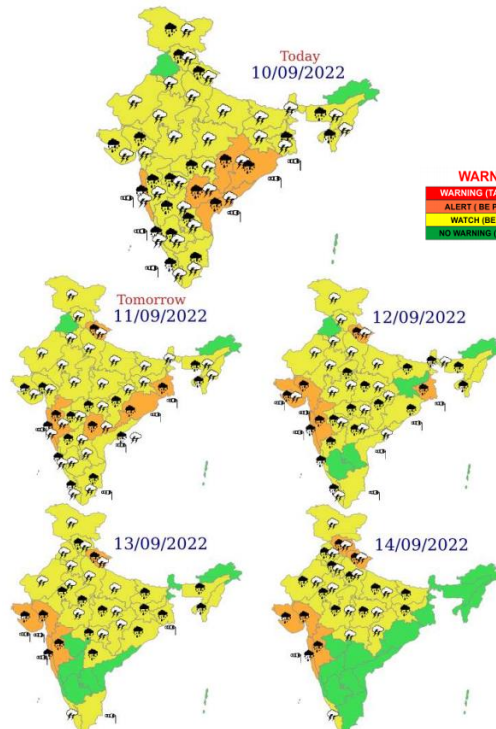 Today
10/09/2022
WARN
WARNING (TA
ALERT ( BE P
WATCH (BE
NO WARNING (
Tomorrow
11/09/2022
12/09/2022
13/09/2022
14/09/2022